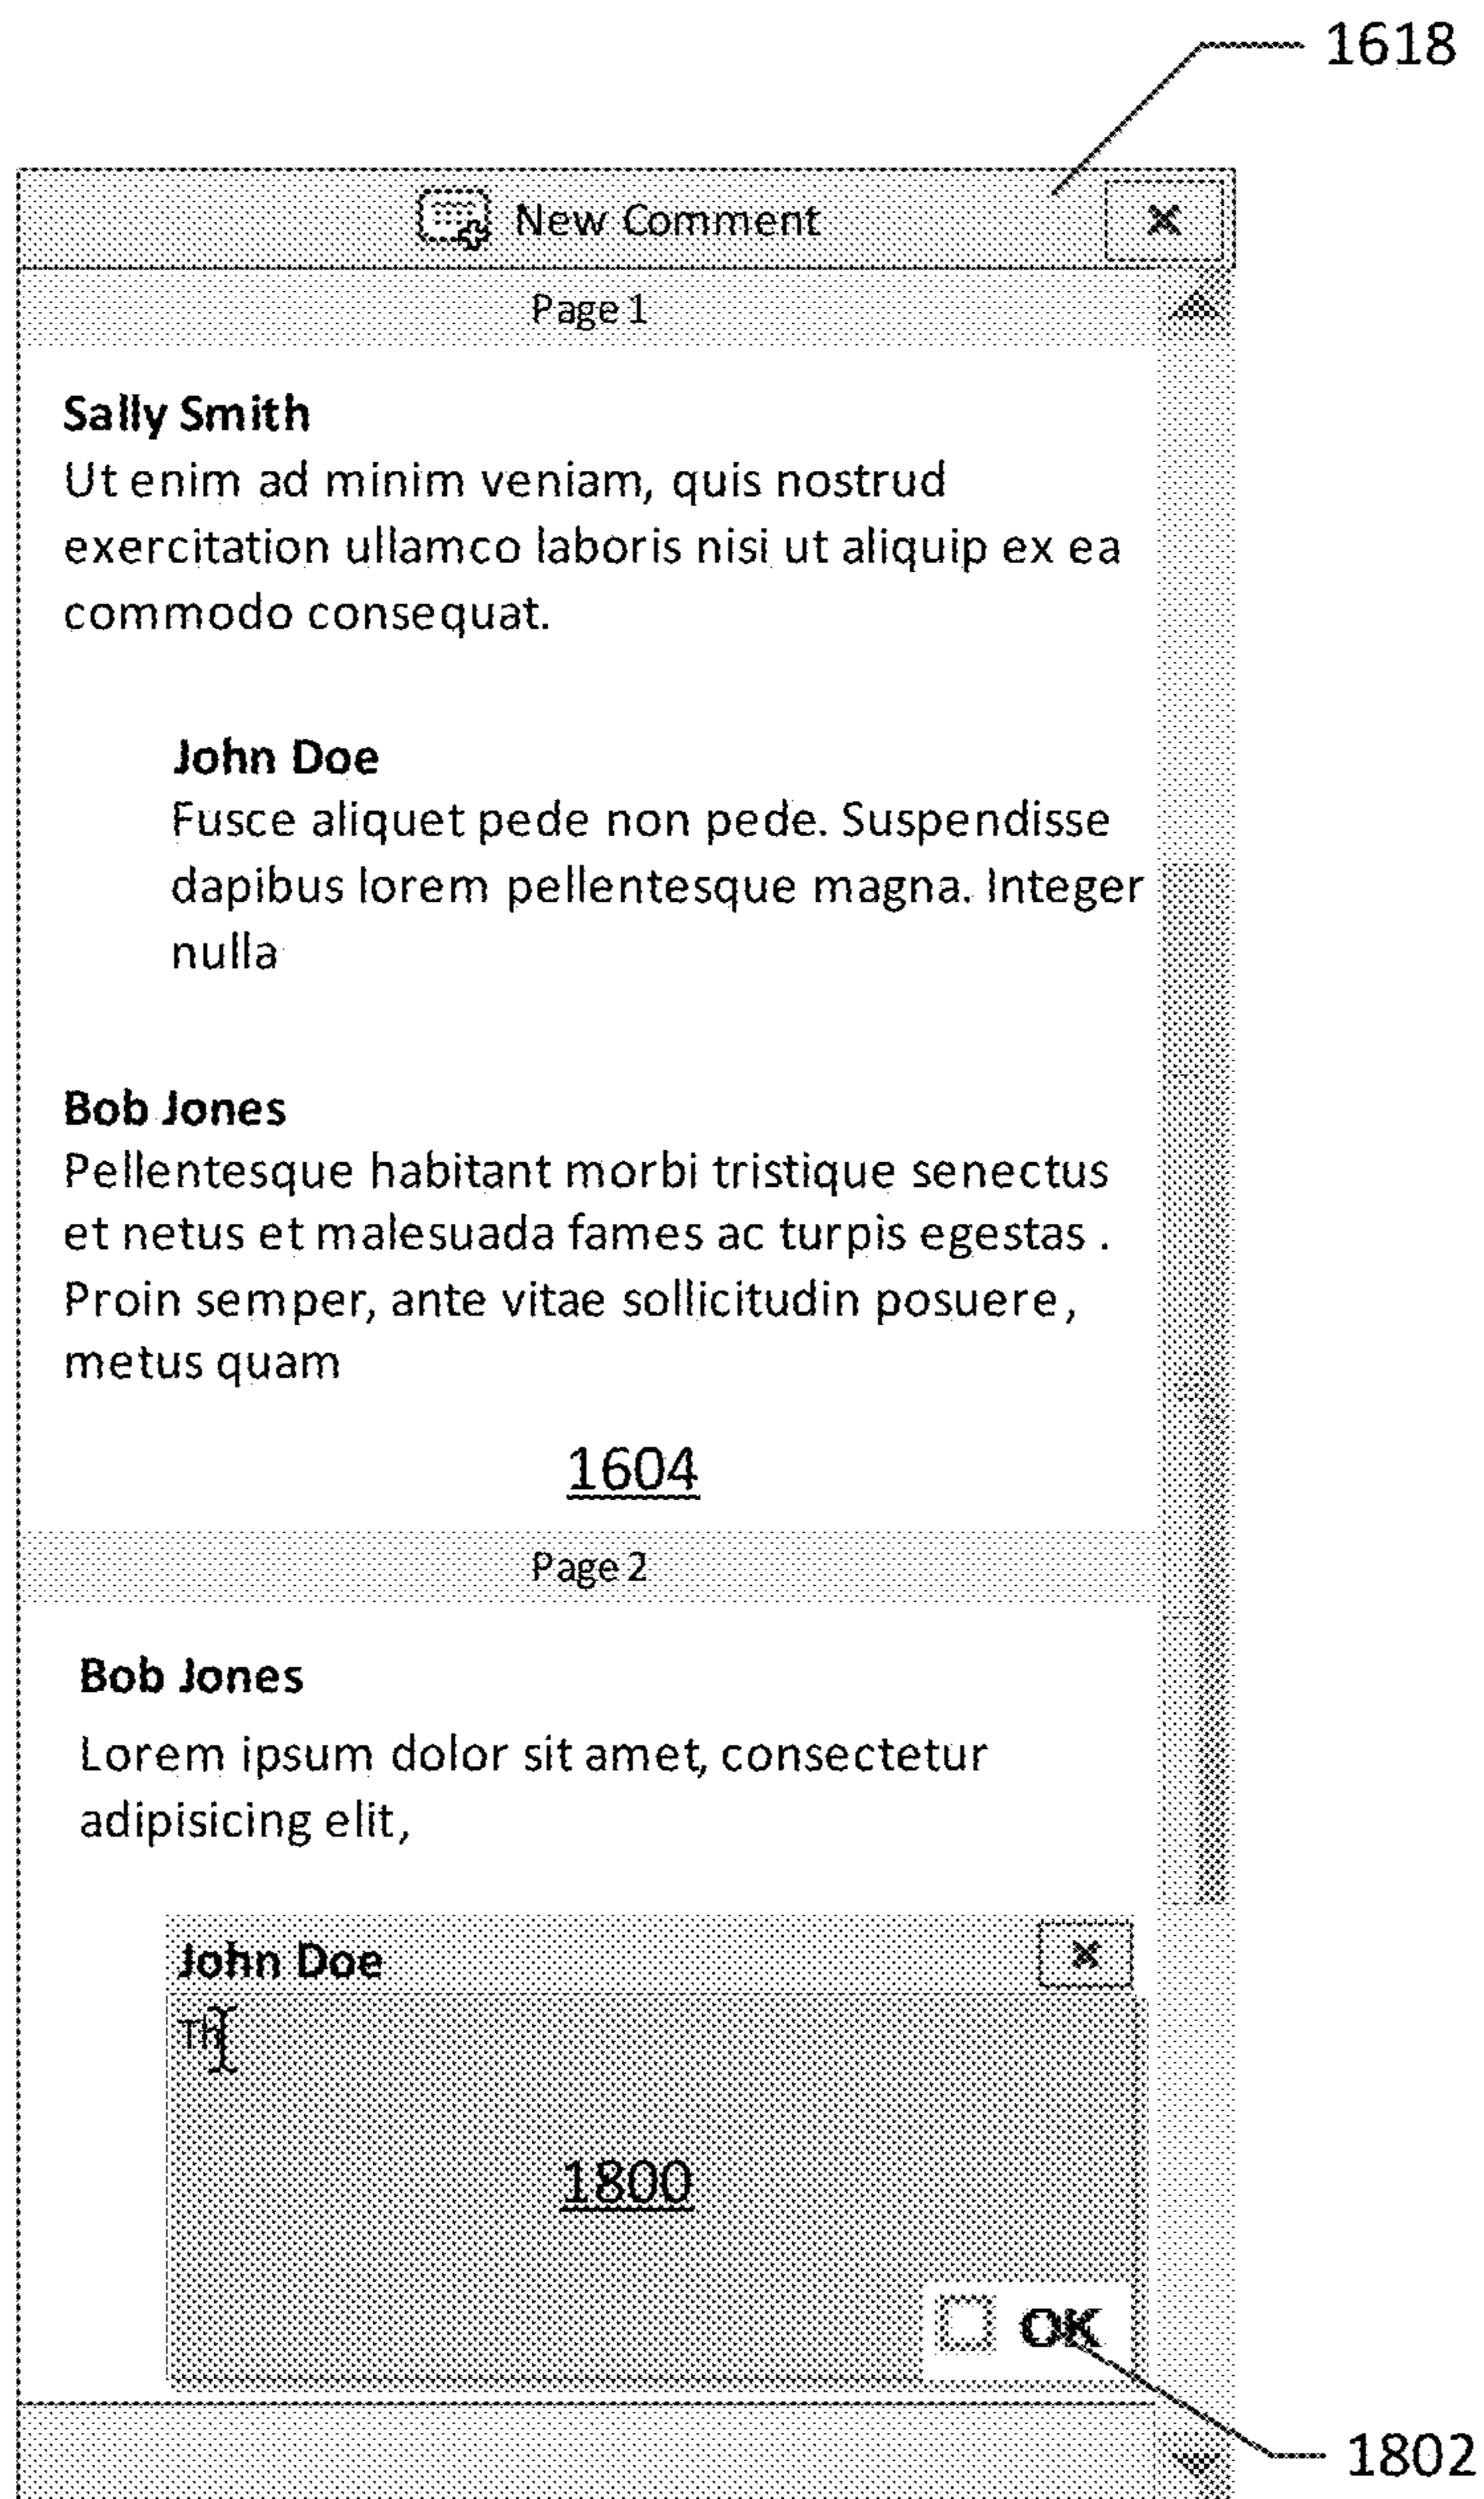 1618
New Comment
Page 1
Sally Smith
Ut enim ad minim veniam, quis nostrud
exercitation ullamco laboris nisi ut aliquip ex ea
commodo consequat.
John Doe
Fusce aliquet pede non pede. Suspendisse
dapibus lorem pellentesque magna. Integer
nulla
Bob Jones
Pellentesque habitant morbi tristique senectus
et netus et malesuada fames ac turpis egestas .
Proin semper, ante vitae sollicitudin posuere,
metus quam
1604
Page 2
Bob Jones
Lorem ipsum dolor sit amet, consectetur
adipisicing elit,
John Doe
Th
1800
OK
1802